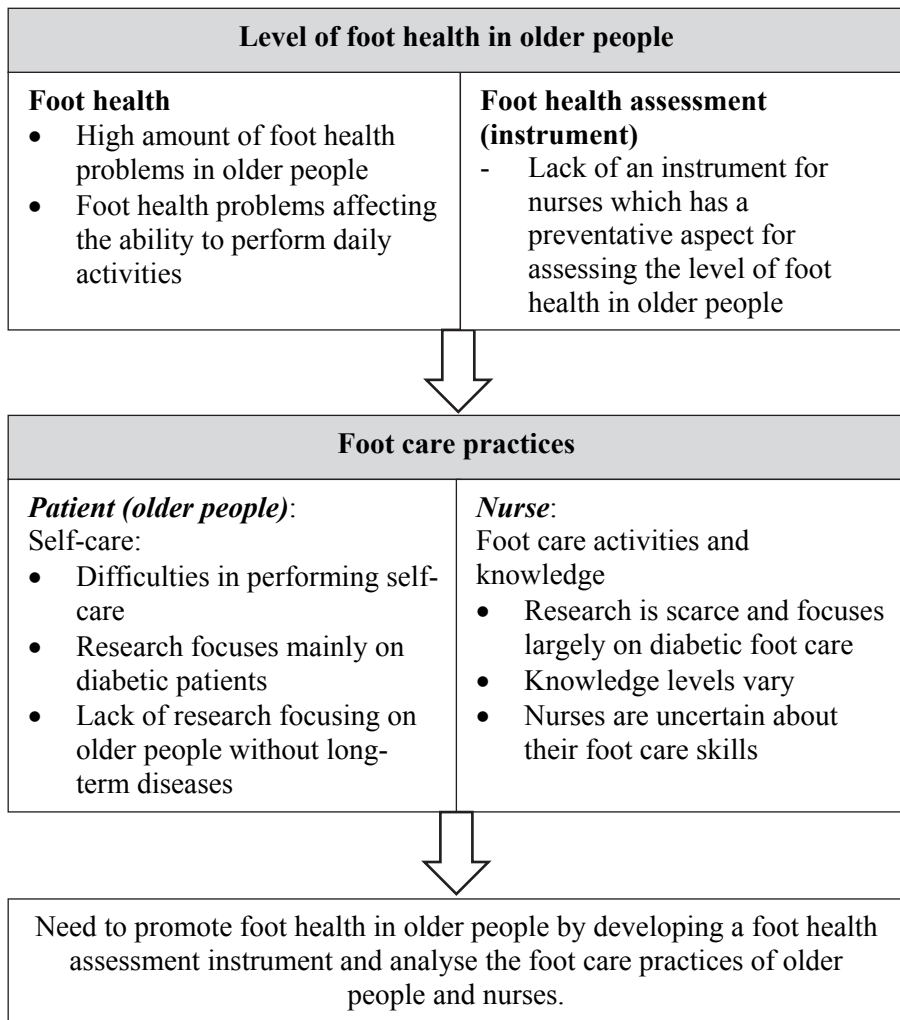 Level of foot health in older people
Foot health
• High amount of foot health
problems in older people
• Foot health problems affecting
the ability to perform daily
activities
Foot health assessment
(instrument)
- Lack of an instrument for
nurses which has a
preventative aspect for
assessing the level of foot
health in older people
Foot care practices
Patient (older people):
Self-care:
• Difficulties in performing self-
care
• Research focuses mainly on
diabetic patients
• Lack of research focusing on
older people without long-
term diseases
Nurse:
Foot care activities and
knowledge
• Research is scarce and focuses
largely on diabetic foot care
• Knowledge levels vary
• Nurses are uncertain about
their foot care skills
Need to promote foot health in older people by developing a foot health
assessment instrument and analyse the foot care practices of older
people and nurses.